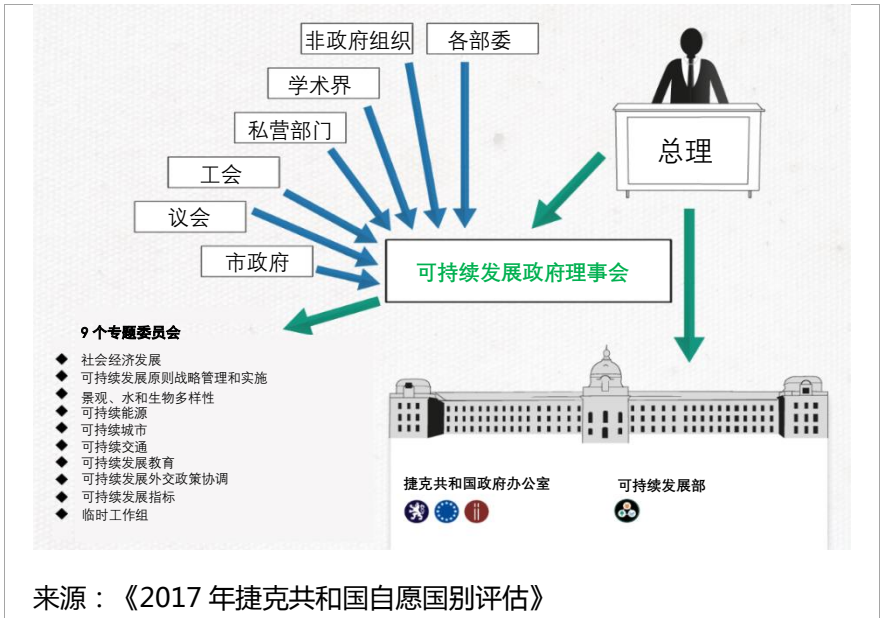 非政府组织
各部委
学术界
私营部门
工会
议会
市政府
总理
可持续发展政府理事会
9 个专题委员会
社会经济发展
可持续发展原则战略管理和实施
景观、水和生物多样性
可持续能源
可持续城市
可持续交通
可持续发展教育
可持续发展外交政策协调
可持续发展指标
临时工作组
捷克共和国政府办公室
可持续发展部
来源：《2017 年捷克共和国自愿国别评估》